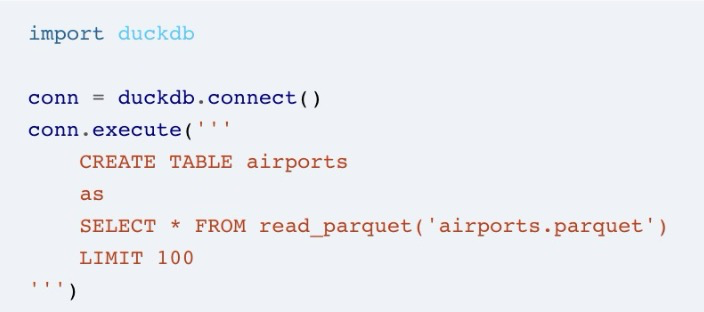 import duckdb

conn = duckdb.connect()
conn.execute('''
    CREATE TABLE airports
    as
    SELECT * FROM read_parquet('airports.parquet')
    LIMIT 100
''')